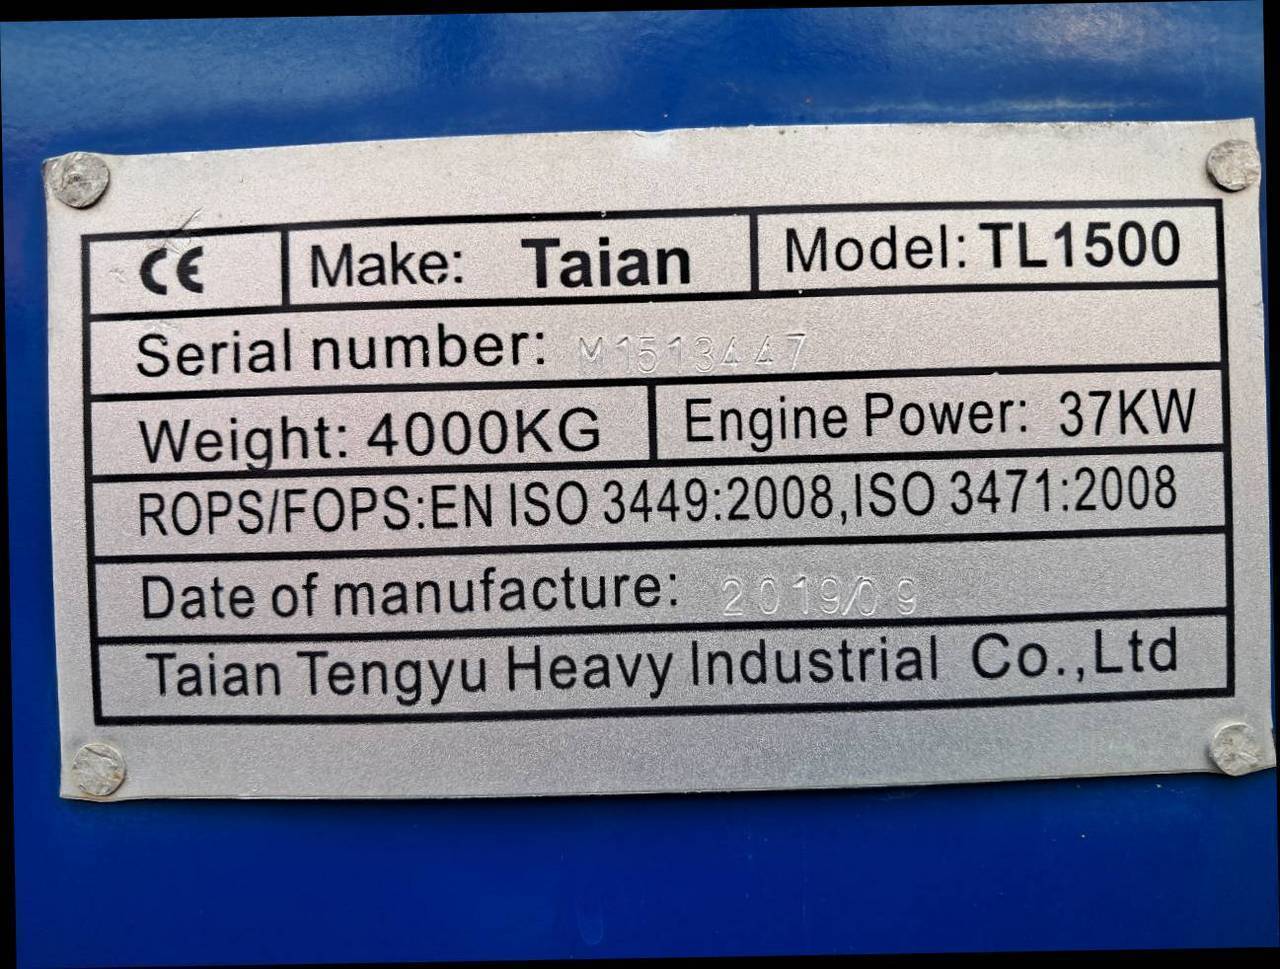 CE Make: Taian Model: TL1500
Serial number: M1513447
Weight: 4000KG Engine Power: 37KW
ROPS/FOPS:EN ISO 3449:2008,ISO 3471:2008
Date of manufacture: 2019/09
Taian Tengyu Heavy Industrial Co.,Ltd